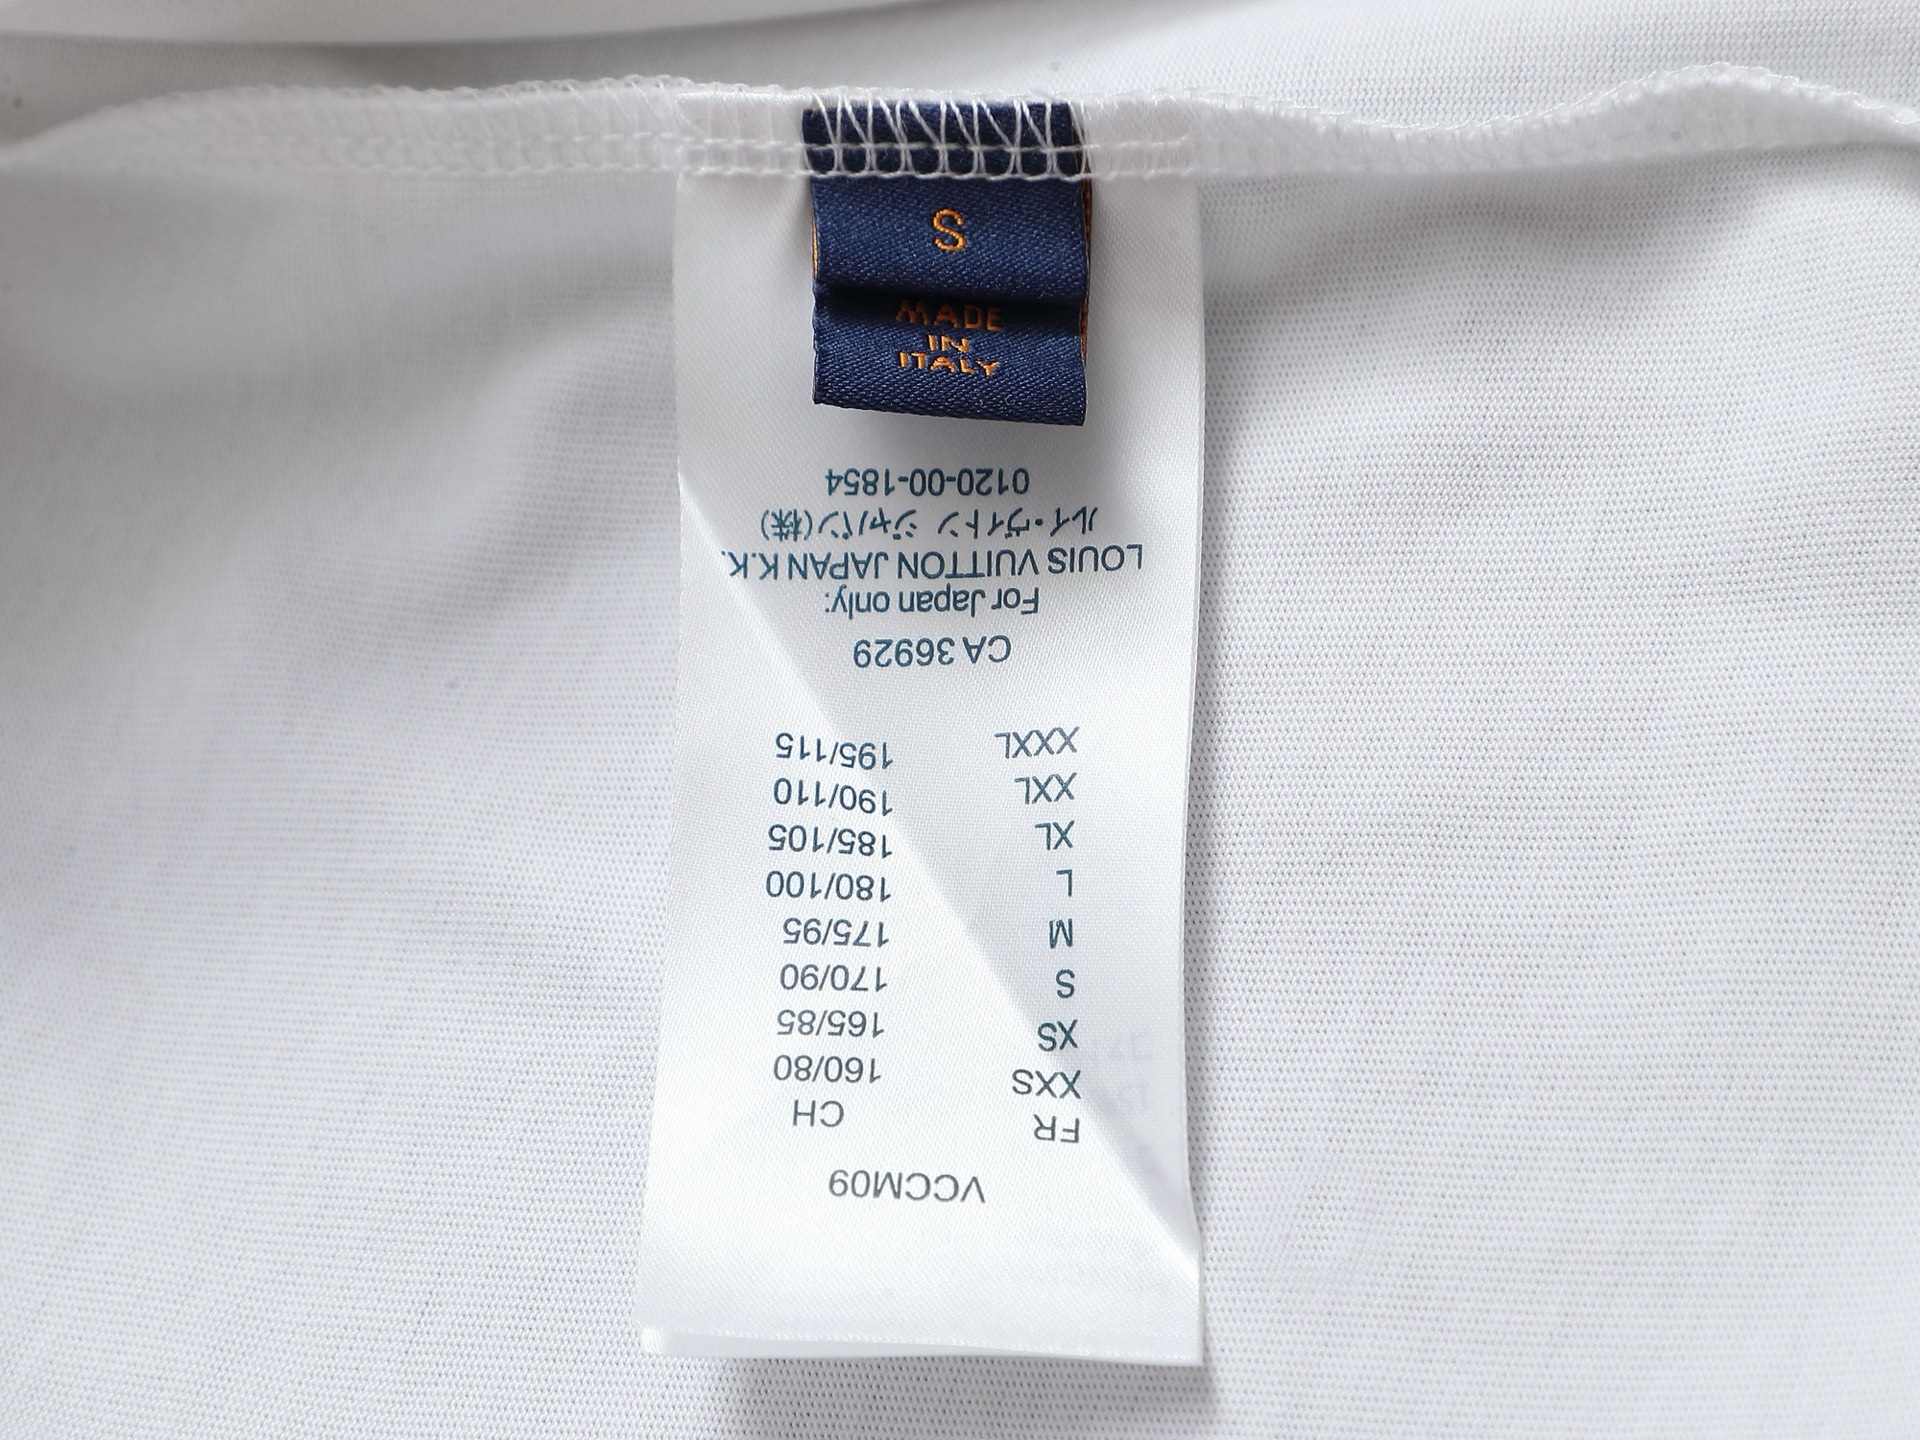 S
MADE
IN
ITALY
VCCM09
FR CH
XXS 160/80
XS 165/85
S 170/90
M 175/95
L 180/100
XL 185/105
XXL 190/110
XXXL 195/115
CA 36929
For Japan only:
LOUIS VUITTON JAPAN K.K.
ルイ・ヴィトン ジャパン(株)
0120-00-1854